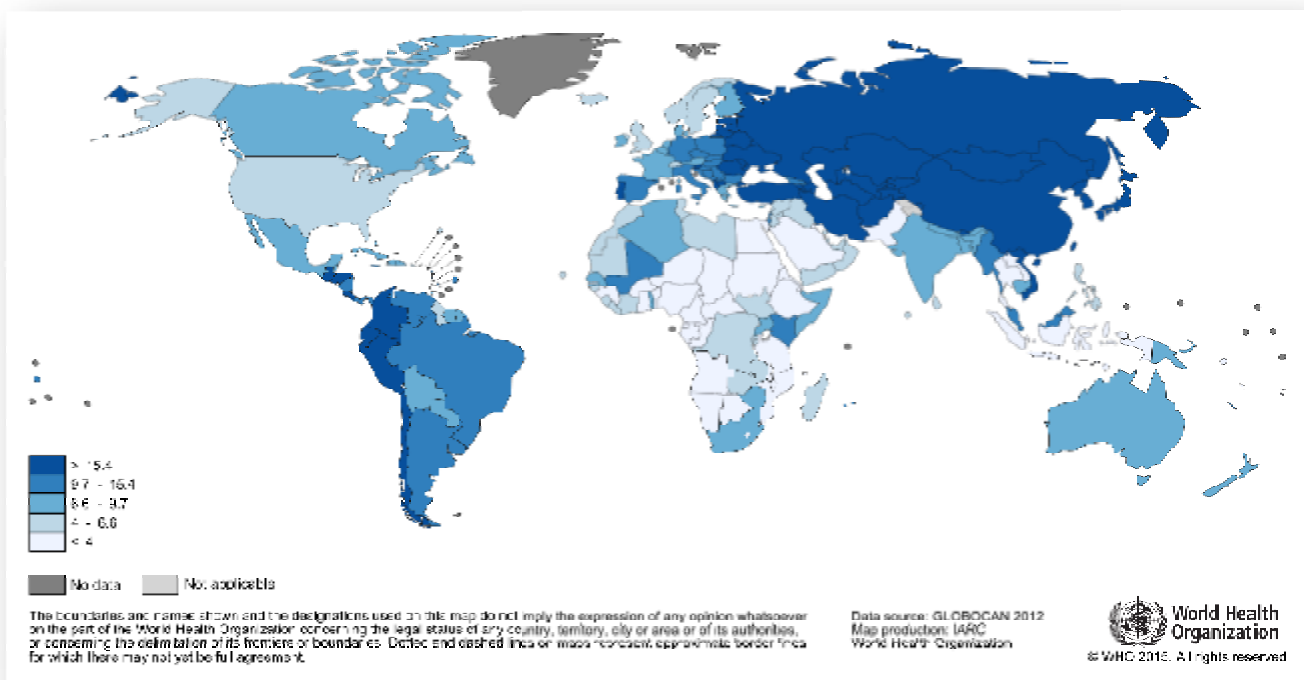 > 15.4
9.7 - 15.4
6.6 - 9.7
4 - 6.6
< 4
No data
Not applicable
The boundaries and names shown and the designations used on this map do not imply the expression of any opinion whatsoever
on the part of the World Health Organization concerning the legal status of any country, territory, city or area or of its authorities,
or concerning the delimitation of its frontiers or boundaries. Dotted and dashed lines on maps represent approximate border lines
for which there may not yet be full agreement.
Data source: GLOBOCAN 2012
Map production: IARC
World Health Organization
World Health
Organization
© WHO 2015. All rights reserved